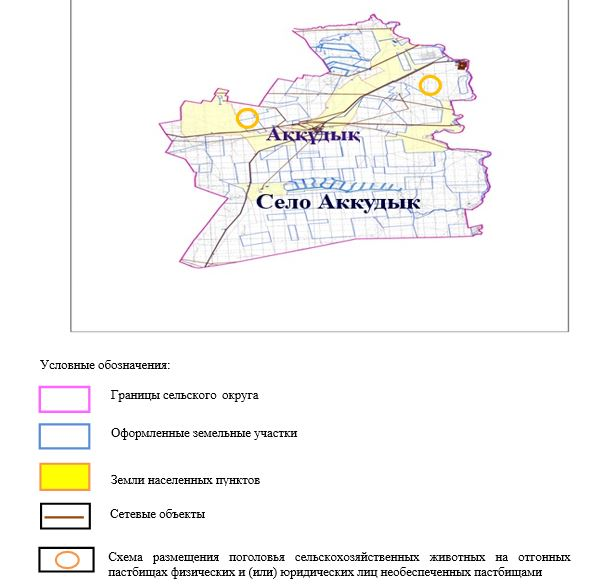 Аққұдық
Село Аккудык
Условные обозначения:
Границы сельского округа
Оформленные земельные участки
Земли населенных пунктов
Сетевые объекты
Схема размещения поголовья сельскохозяйственных животных на отгонных
пастбищах физических и (или) юридических лиц необеспеченных пастбищами